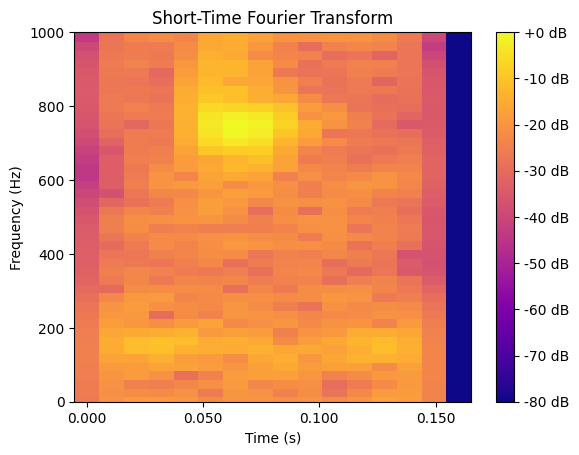 Short-Time Fourier Transform
1000
800
600
400
200
0
Frequency (Hz)
0.000
0.050
0.100
0.150
Time (s)
+0 dB
-10 dB
-20 dB
-30 dB
-40 dB
-50 dB
-60 dB
-70 dB
-80 dB